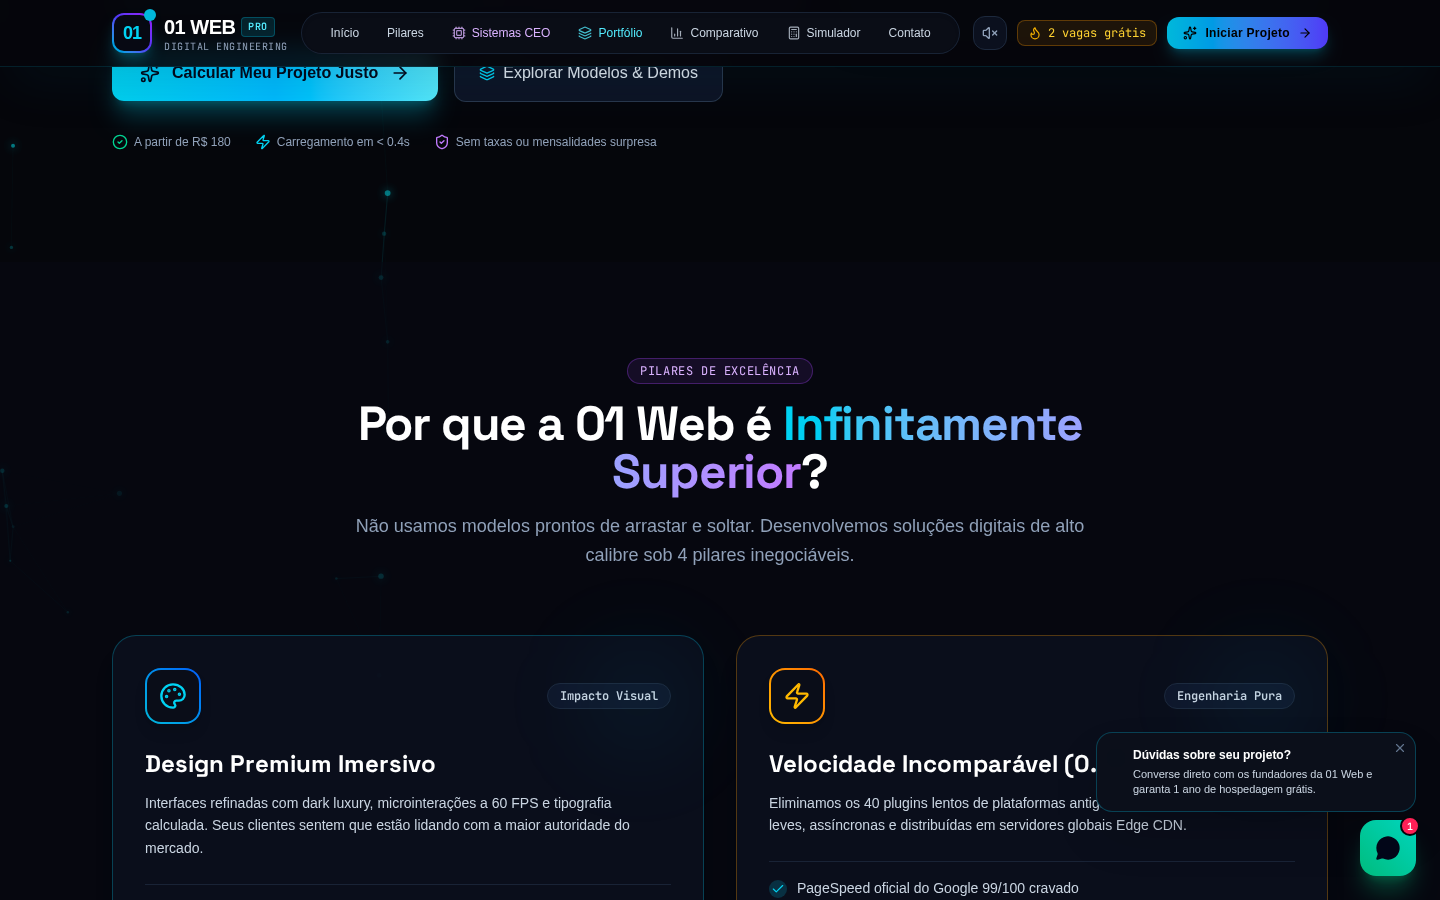 01
01 WEB PRO
DIGITAL ENGINEERING
Início
Pilares
Sistemas CEO
Portfólio
Comparativo
Simulador
Contato
2 vagas grátis
Iniciar Projeto
Calcular Meu Projeto Justo
Explorar Modelos & Demos
A partir de R$ 180
Carregamento em < 0.4s
Sem taxas ou mensalidades surpresa
PILARES DE EXCELÊNCIA
Por que a 01 Web é Infinitamente
Superior?
Não usamos modelos prontos de arrastar e soltar. Desenvolvemos soluções digitais de alto
calibre sob 4 pilares inegociáveis.
Impacto Visual
Design Premium Imersivo
Interfaces refinadas com dark luxury, microinterações a 60 FPS e tipografia
calculada. Seus clientes sentem que estão lidando com a maior autoridade do
mercado.
Engenharia Pura
Velocidade Incomparável (0.
Eliminamos os 40 plugins lentos de plataformas
leves, assíncronas e distribuídas em servidores globais Edge CDN.
PageSpeed oficial do Google 99/100 cravado
Dúvidas sobre seu projeto?
Converse direto com os fundadores da 01 Web e
garanta 1 ano de hospedagem grátis.
1